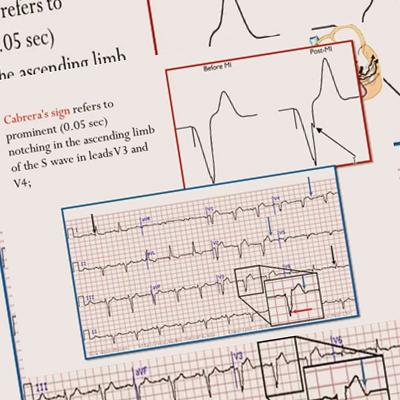 refers to
.05 sec)
he ascending limb
Before MI
Post-MI
Cabrera's sign refers to
prominent (0.05 sec)
notching in the ascending limb
of the S wave in leads V3 and
V4;
aVR
V1
V4
II
aVL
V2
V5
III
aVF
V3
II
III
aVF
V3
V6